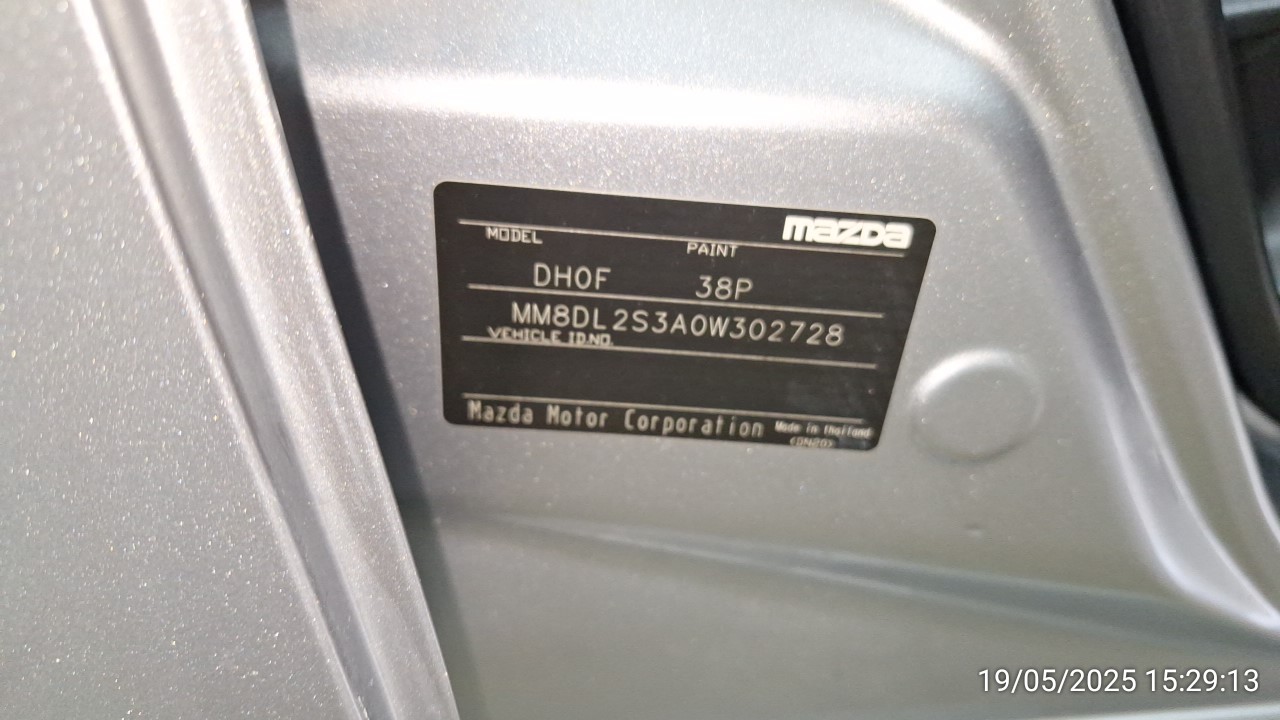 mazda
MODEL PAINT
DH0F 38P
MM8DL2S3A0W302728
VEHICLE ID.NO.
Mazda Motor Corporation Made in thailand
<DN20>
19/05/2025 15:29:13